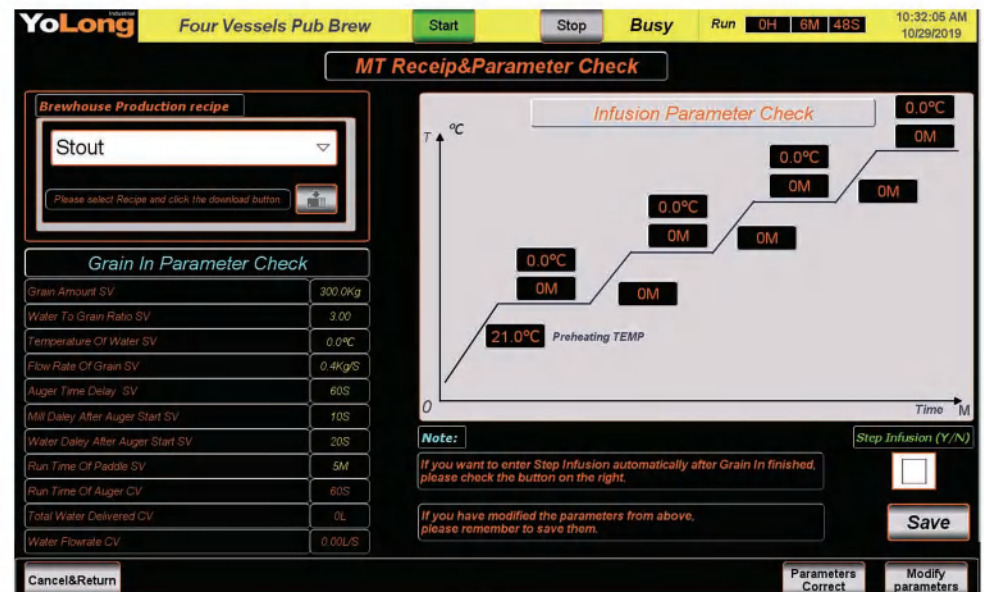 Industrial
YoLong
Four Vessels Pub Brew
Start
Stop
Busy
Run 0H 6M 48S
10:32:05 AM
10/29/2019
MT Receip&Parameter Check
Brewhouse Production recipe
Stout
Please select Recipe and click the download button.
Grain In Parameter Check
Grain Amount SV 300.0Kg
Water To Grain Ratio SV 3.00
Temperature Of Water SV 0.0ºC
Flow Rate Of Grain SV 0.4Kg/S
Auger Time Delay SV 60S
Mill Daley After Auger Start SV 10S
Water Daley After Auger Start SV 20S
Run Time Of Paddle SV 5M
Run Time Of Auger CV 60S
Total Water Delivered CV 0L
Water Flowrate CV 0.00L/S
Infusion Parameter Check
T ºC
0.0ºC
0M
0.0ºC
0M
0M
0.0ºC
0M
0M
0.0ºC
0M
0M
21.0ºC Preheating TEMP
0
Time M
Note:
Step Infusion (Y/N)
If you want to enter Step Infusion automatically after Grain In finished,
please check the button on the right.
If you have modified the parameters from above,
please remember to save them.
Save
Cancel&Return
Parameters
Correct
Modify
parameters